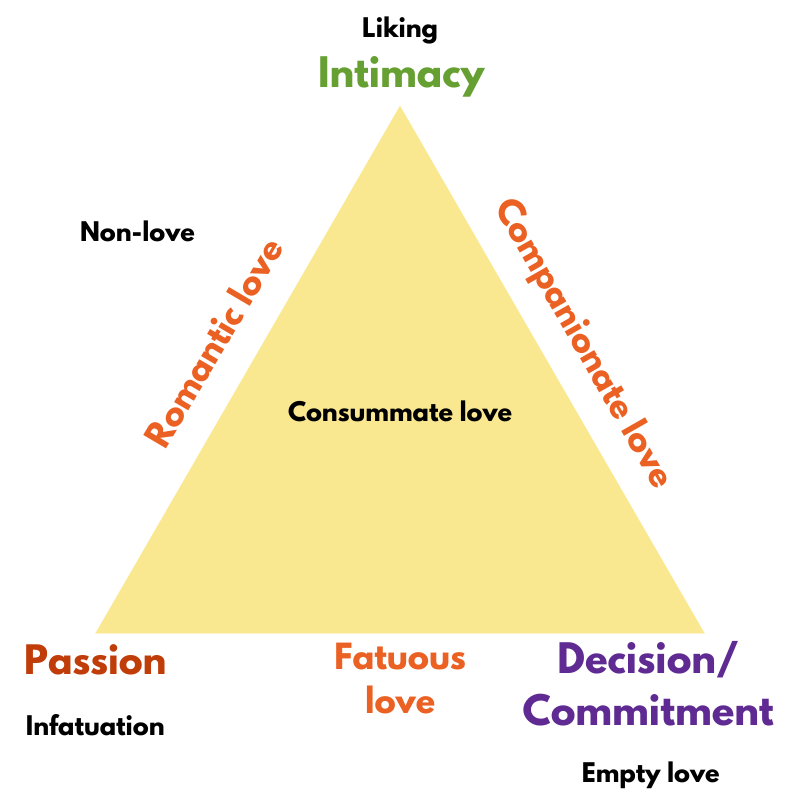 Liking
Intimacy
Non-love
Romantic love
Companionate love
Consummate love
Passion
Infatuation
Fatuous
love
Decision/
Commitment
Empty love